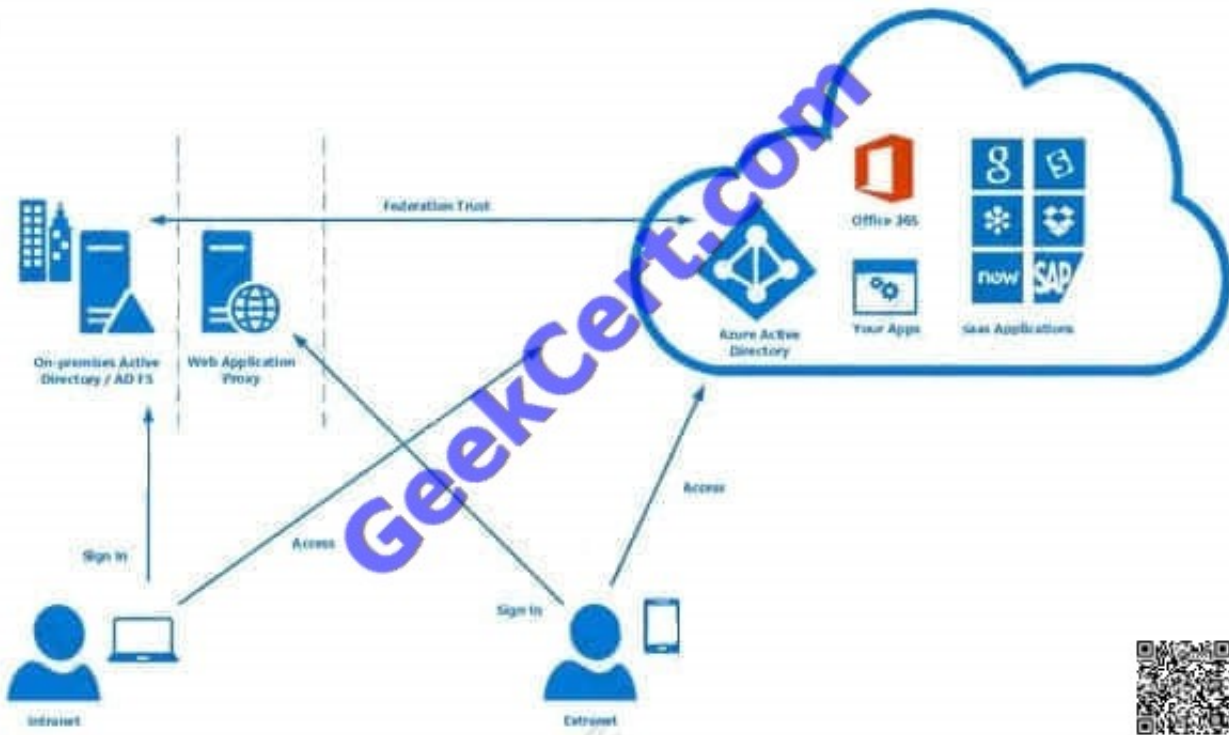 Federation Trust
On-premises Active
Directory / AD FS
Web Application
Proxy
Azure Active
Directory
Office 365
Your Apps
SaaS Applications
g
S
now
SAP
GeekCert.com
Sign In
Access
Sign In
Access
Intranet
Extranet